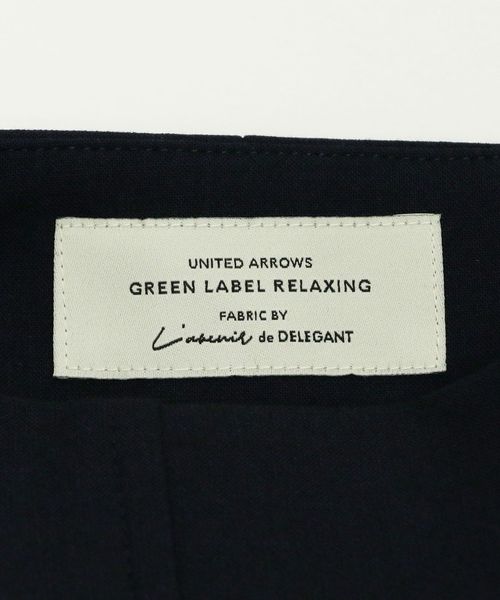 UNITED ARROWS
GREEN LABEL RELAXING
FABRIC BY
L'avenir de DELEGANT